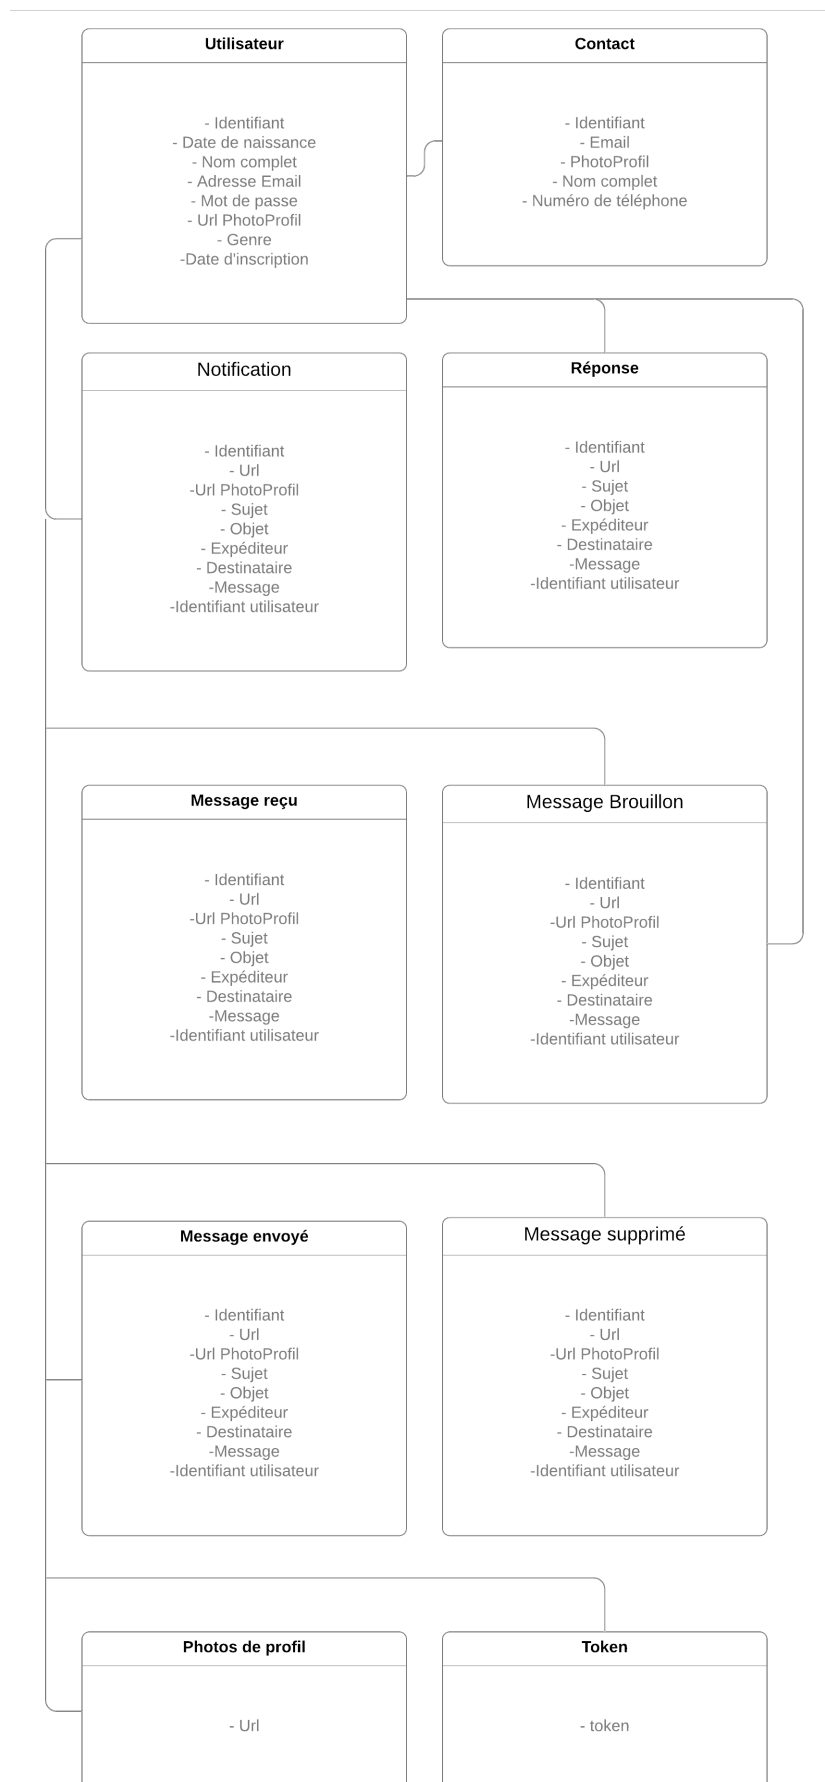 Utilisateur
- Identifiant
- Date de naissance
- Nom complet
- Adresse Email
- Mot de passe
- Url PhotoProfil
- Genre
-Date d'inscription
Contact
- Identifiant
- Email
- PhotoProfil
- Nom complet
- Numéro de téléphone
Notification
- Identifiant
- Url
-Url PhotoProfil
- Sujet
- Objet
- Expéditeur
- Destinataire
-Message
-Identifiant utilisateur
Réponse
- Identifiant
- Url
- Sujet
- Objet
- Expéditeur
- Destinataire
-Message
-Identifiant utilisateur
Message reçu
- Identifiant
- Url
-Url PhotoProfil
- Sujet
- Objet
- Expéditeur
- Destinataire
-Message
-Identifiant utilisateur
Message Brouillon
- Identifiant
- Url
-Url PhotoProfil
- Sujet
- Objet
- Expéditeur
- Destinataire
-Message
-Identifiant utilisateur
Message envoyé
- Identifiant
- Url
-Url PhotoProfil
- Sujet
- Objet
- Expéditeur
- Destinataire
-Message
-Identifiant utilisateur
Message supprimé
- Identifiant
- Url
-Url PhotoProfil
- Sujet
- Objet
- Expéditeur
- Destinataire
-Message
-Identifiant utilisateur
Photos de profil
- Url
Token
- token